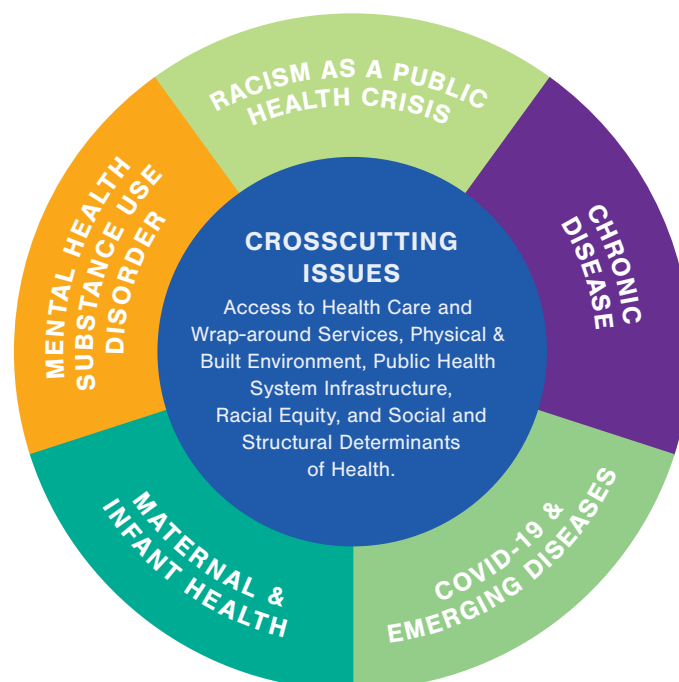 RACISM AS A PUBLIC
HEALTH CRISIS
CHRONIC
DISEASE
COVID-19 &
EMERGING DISEASES
MATERNAL &
INFANT HEALTH
MENTAL HEALTH
SUBSTANCE USE
DISORDER
CROSSCUTTING
ISSUES
Access to Health Care and
Wrap-around Services, Physical &
Built Environment, Public Health
System Infrastructure,
Racial Equity, and Social and
Structural Determinants
of Health.